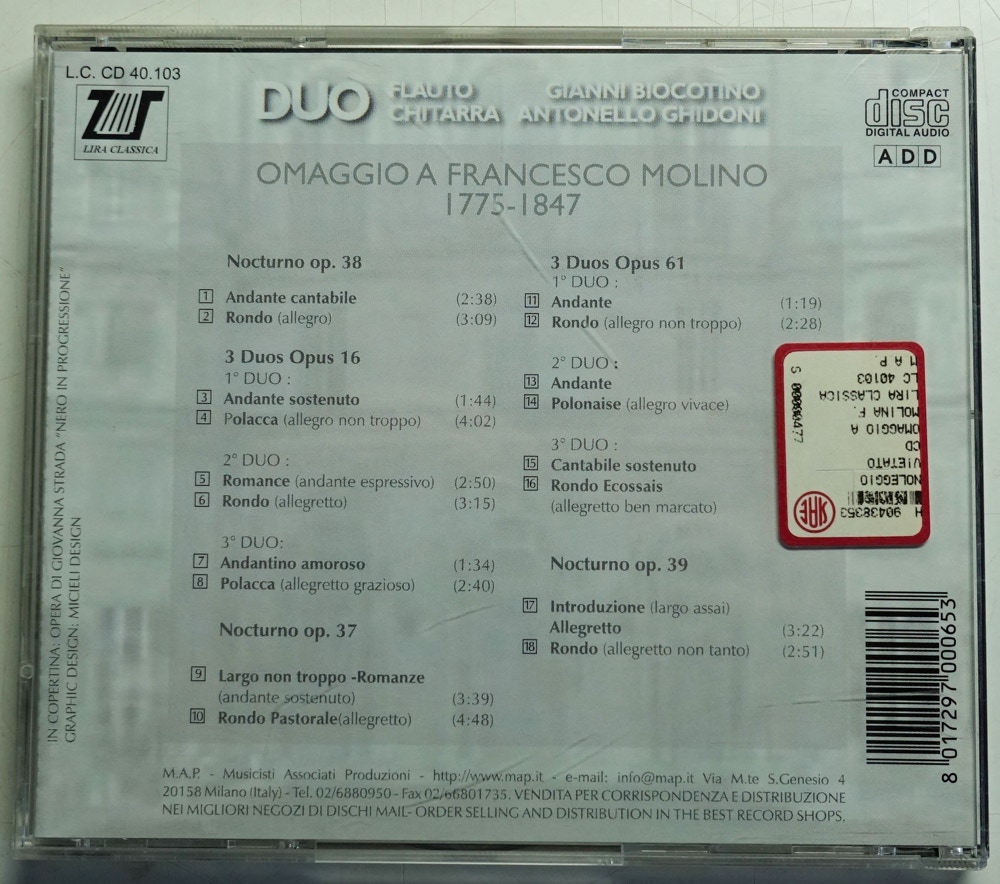 L.C. CD 40.103
LIRA CLASSICA
DUO FLAUTO GIANNI BIOCOTINO
CHITARRA ANTONELLO GHIDONI
COMPACT
disc
DIGITAL AUDIO
ADD
OMAGGIO A FRANCESCO MOLINO
1775-1847
Nocturno op. 38
1 Andante cantabile (2:38)
2 Rondo (allegro) (3:09)
3 Duos Opus 16
1° DUO :
3 Andante sostenuto (1:44)
4 Polacca (allegro non troppo) (4:02)
2° DUO :
5 Romance (andante espressivo) (2:50)
6 Rondo (allegretto) (3:15)
3° DUO:
7 Andantino amoroso (1:34)
8 Polacca (allegretto grazioso) (2:40)
Nocturno op. 37
9 Largo non troppo -Romanze
(andante sostenuto) (3:39)
10 Rondo Pastorale(allegretto) (4:48)
3 Duos Opus 61
1° DUO :
11 Andante (1:19)
12 Rondo (allegro non troppo) (2:28)
2° DUO :
13 Andante
14 Polonaise (allegro vivace)
3° DUO :
15 Cantabile sostenuto
16 Rondo Ecossais
(allegretto ben marcato)
Nocturno op. 39
17 Introduzione (largo assai)
Allegretto (3:22)
18 Rondo (allegretto non tanto) (2:51)
H 90438353
NOLEGGIO
VIETATO
CD
OMAGGIO A
MOLINA F.
LIRA CLASSICA
LC 40103
M A P.
S 000000477
SIAE
8 017297 000653
IN COPERTINA: OPERA DI GIOVANNA STRADA "NERO IN PROGRESSIONE"
GRAPHIC DESIGN: MICIELI DESIGN
M.A.P. - Musicisti Associati Produzioni - http://www.map.it - e-mail: info@map.it Via M.te S.Genesio 4
20158 Milano (Italy) - Tel. 02/6880950 - Fax 02/66801735. VENDITA PER CORRISPONDENZA E DISTRIBUZIONE
NEI MIGLIORI NEGOZI DI DISCHI MAIL- ORDER SELLING AND DISTRIBUTION IN THE BEST RECORD SHOPS.